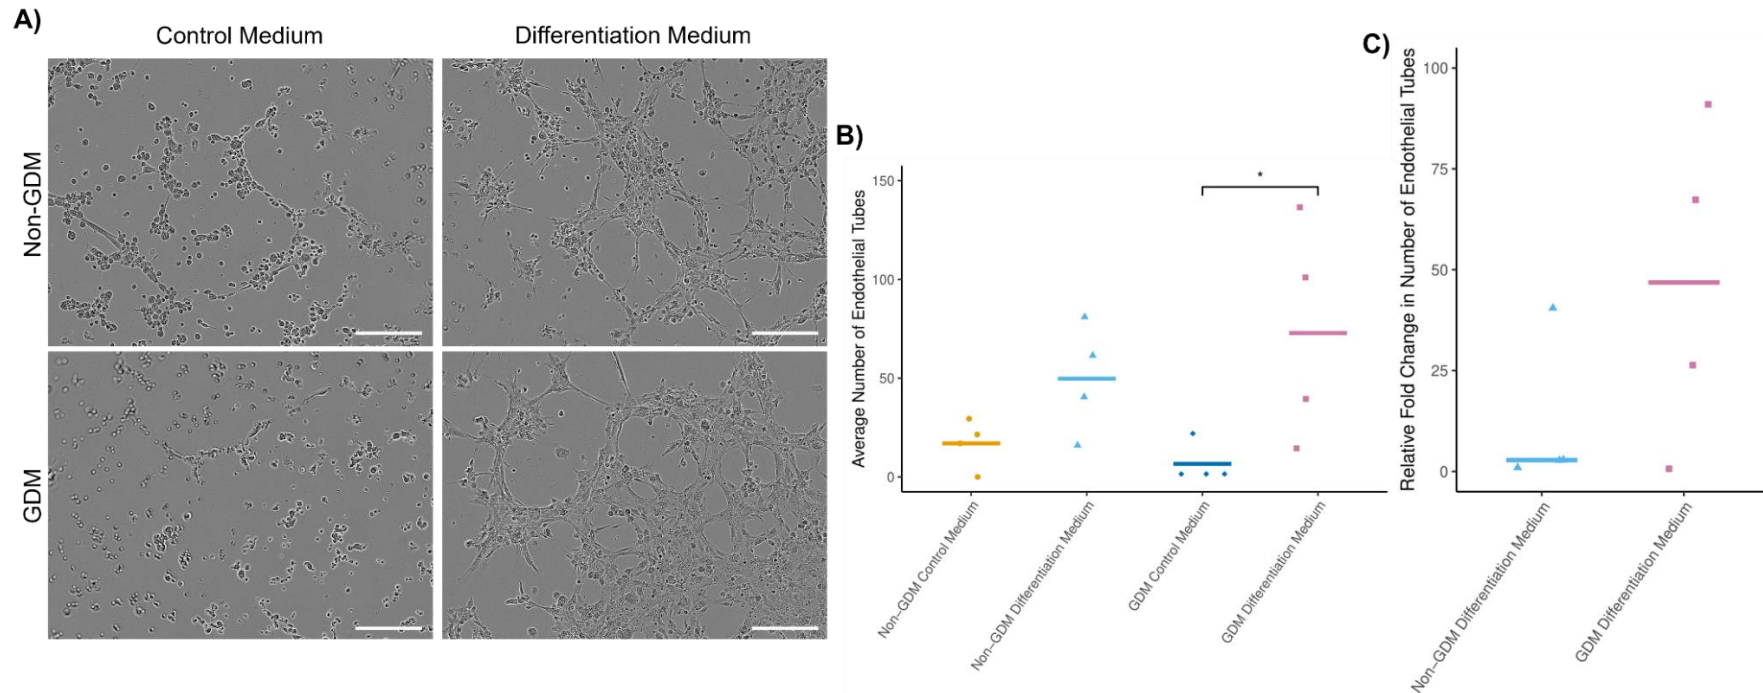 A)
Control Medium
Differentiation Medium
Non-GDM
GDM
B)
Average Number of Endothelial Tubes
150
100
50
0
*
Non-GDM Control Medium
Non-GDM Differentiation Medium
GDM Control Medium
GDM Differentiation Medium
C)
Relative Fold Change in Number of Endothelial Tubes
100
75
50
25
0
Non-GDM Differentiation Medium
GDM Differentiation Medium